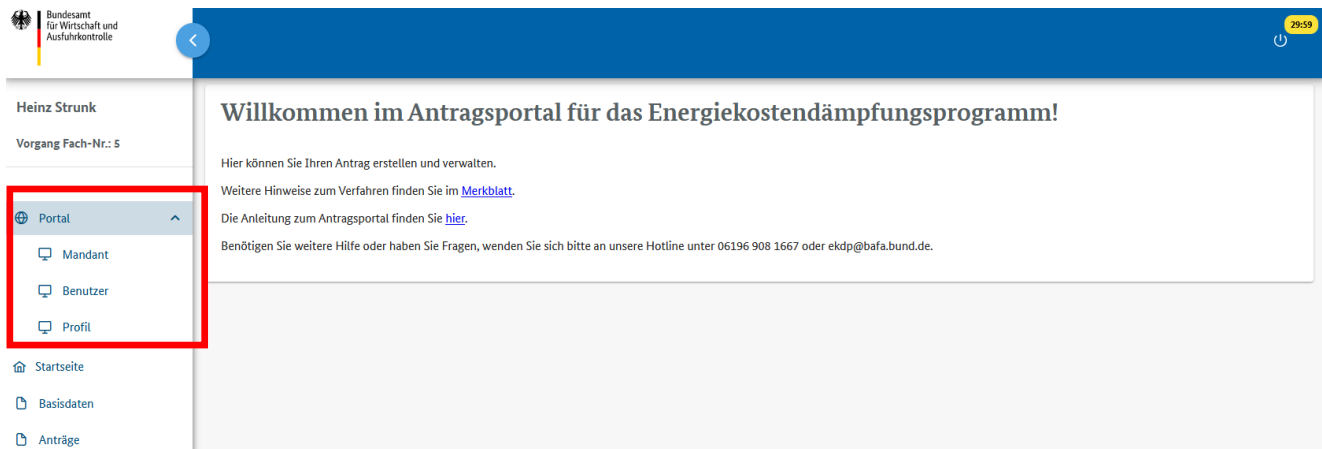 Bundesamt
für Wirtschaft und
Ausfuhrkontrolle
29:59
Heinz Strunk
Vorgang Fach-Nr.: 5
Portal
Mandant
Benutzer
Profil
Startseite
Basisdaten
Anträge
Willkommen im Antragsportal für das Energiekostendämpfungsprogramm!
Hier können Sie Ihren Antrag erstellen und verwalten.
Weitere Hinweise zum Verfahren finden Sie im Merkblatt.
Die Anleitung zum Antragsportal finden Sie hier.
Benötigen Sie weitere Hilfe oder haben Sie Fragen, wenden Sie sich bitte an unsere Hotline unter 06196 908 1667 oder ekdp@bafa.bund.de.